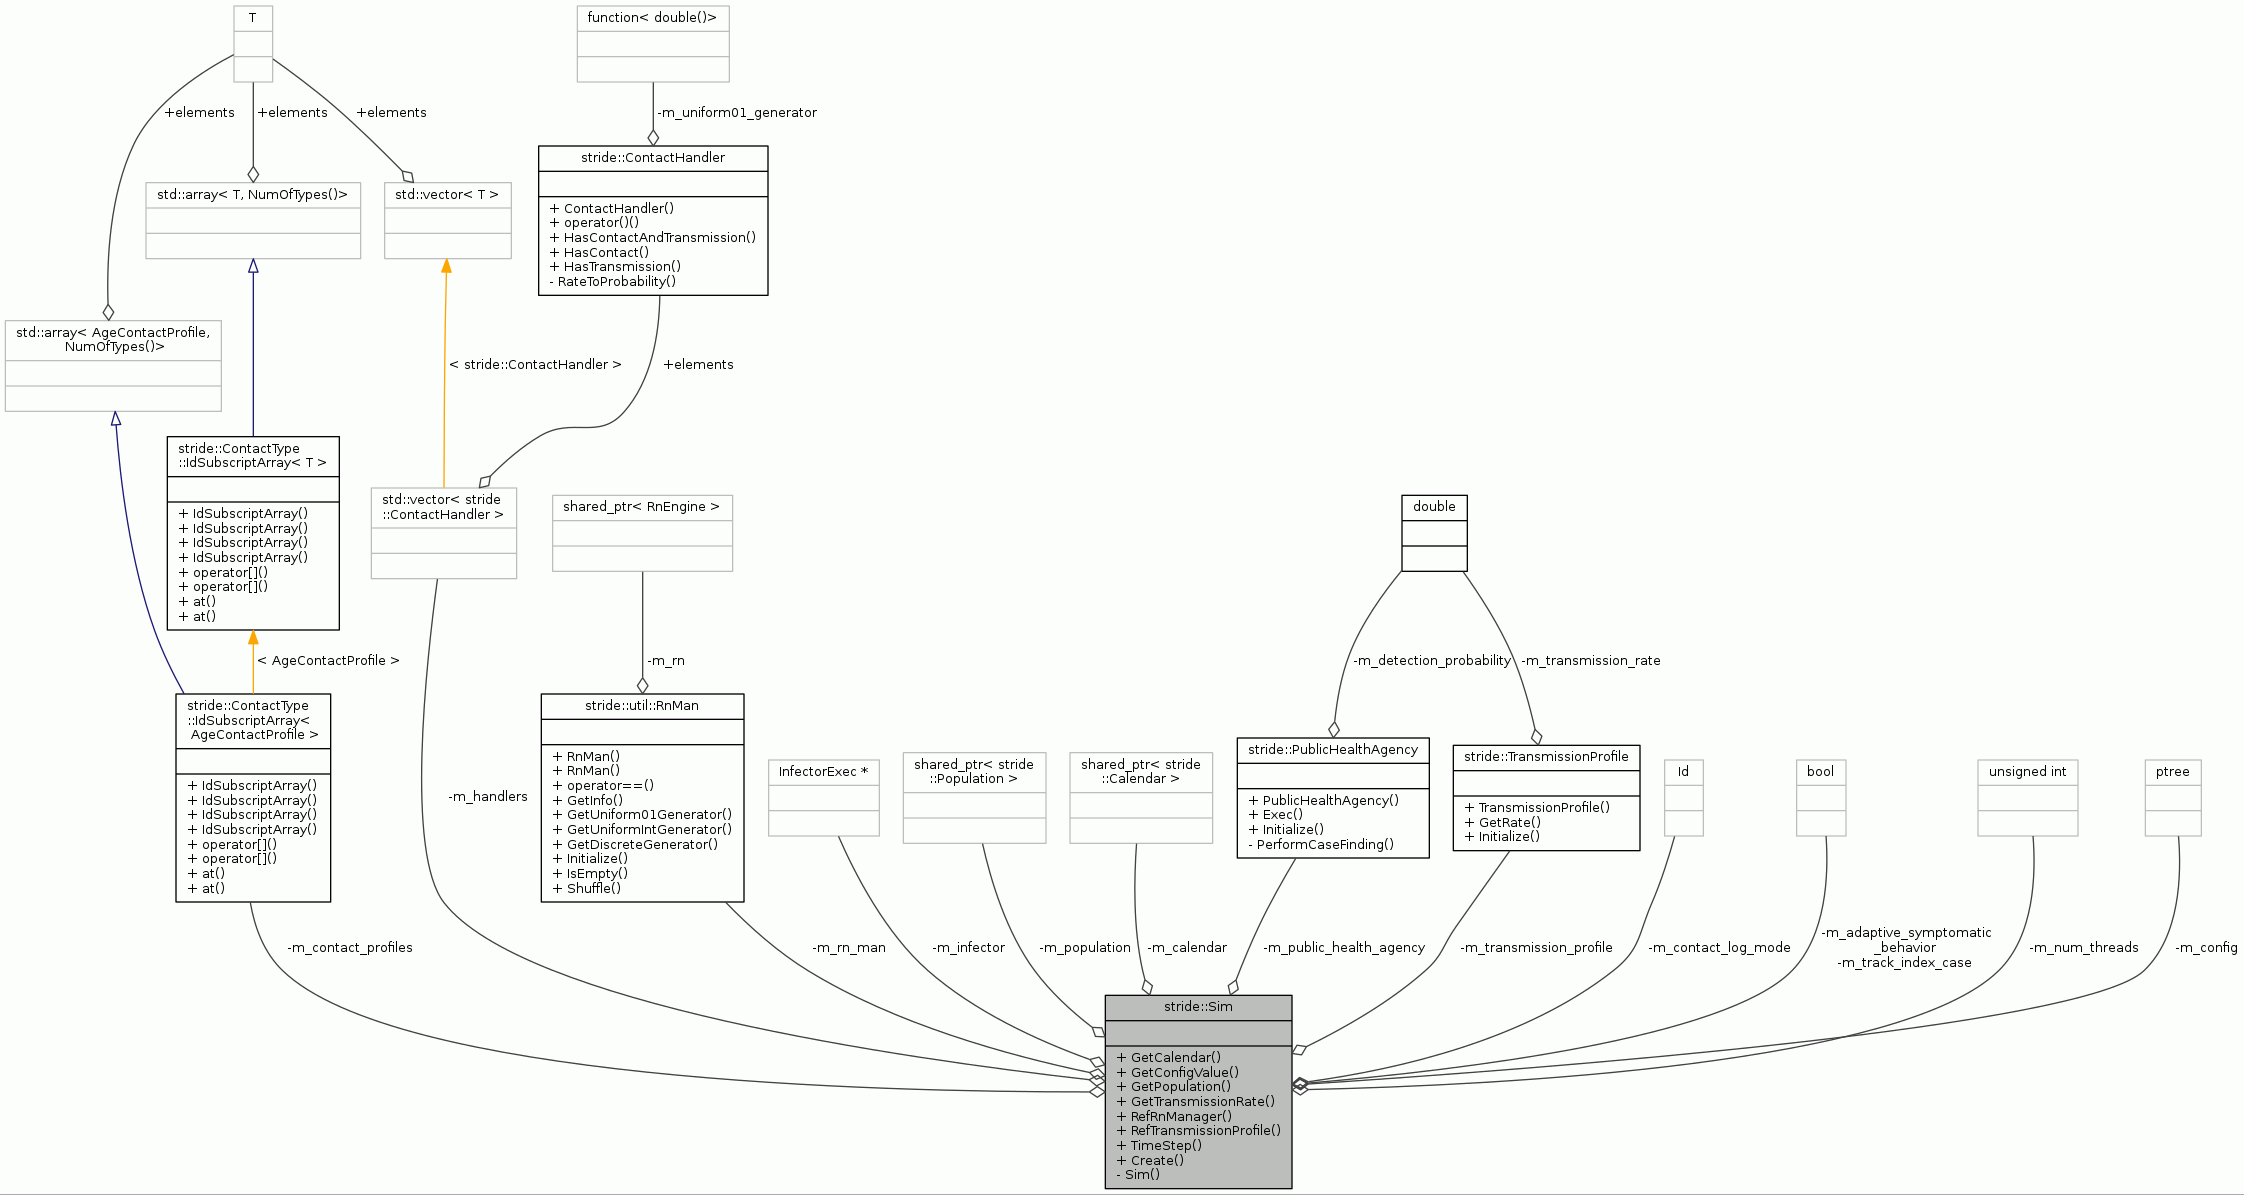 T
function< double()>
+elements
+elements
+elements
-m_uniform01_generator
std::array< T, NumOfTypes()>
std::vector< T >
stride::ContactHandler
+ ContactHandler()
+ operator()()
+ HasContactAndTransmission()
+ HasContact()
+ HasTransmission()
- RateToProbability()
std::array< AgeContactProfile,
NumOfTypes()>
< stride::ContactHandler >
+elements
stride::ContactType
::IdSubscriptArray< T >
+ IdSubscriptArray()
+ IdSubscriptArray()
+ IdSubscriptArray()
+ IdSubscriptArray()
+ operator[]()
+ operator[]()
+ at()
+ at()
std::vector< stride
::ContactHandler >
shared_ptr< RnEngine >
double
< AgeContactProfile >
-m_rn
-m_detection_probability
-m_transmission_rate
stride::ContactType
::IdSubscriptArray<
AgeContactProfile >
+ IdSubscriptArray()
+ IdSubscriptArray()
+ IdSubscriptArray()
+ IdSubscriptArray()
+ operator[]()
+ operator[]()
+ at()
+ at()
-m_handlers
stride::util::RnMan
+ RnMan()
+ RnMan()
+ operator==()
+ GetInfo()
+ GetUniform01Generator()
+ GetUniformIntGenerator()
+ GetDiscreteGenerator()
+ Initialize()
+ IsEmpty()
+ Shuffle()
InfectorExec *
shared_ptr< stride
::Population >
shared_ptr< stride
::Calendar >
stride::PublicHealthAgency
+ PublicHealthAgency()
+ Exec()
+ Initialize()
- PerformCaseFinding()
stride::TransmissionProfile
+ TransmissionProfile()
+ GetRate()
+ Initialize()
Id
bool
unsigned int
ptree
-m_contact_profiles
-m_rn_man
-m_infector
-m_population
-m_calendar
-m_public_health_agency
-m_transmission_profile
-m_contact_log_mode
-m_adaptive_symptomatic
_behavior
-m_track_index_case
-m_num_threads
-m_config
stride::Sim
+ GetCalendar()
+ GetConfigValue()
+ GetPopulation()
+ GetTransmissionRate()
+ RefRnManager()
+ RefTransmissionProfile()
+ TimeStep()
+ Create()
- Sim()